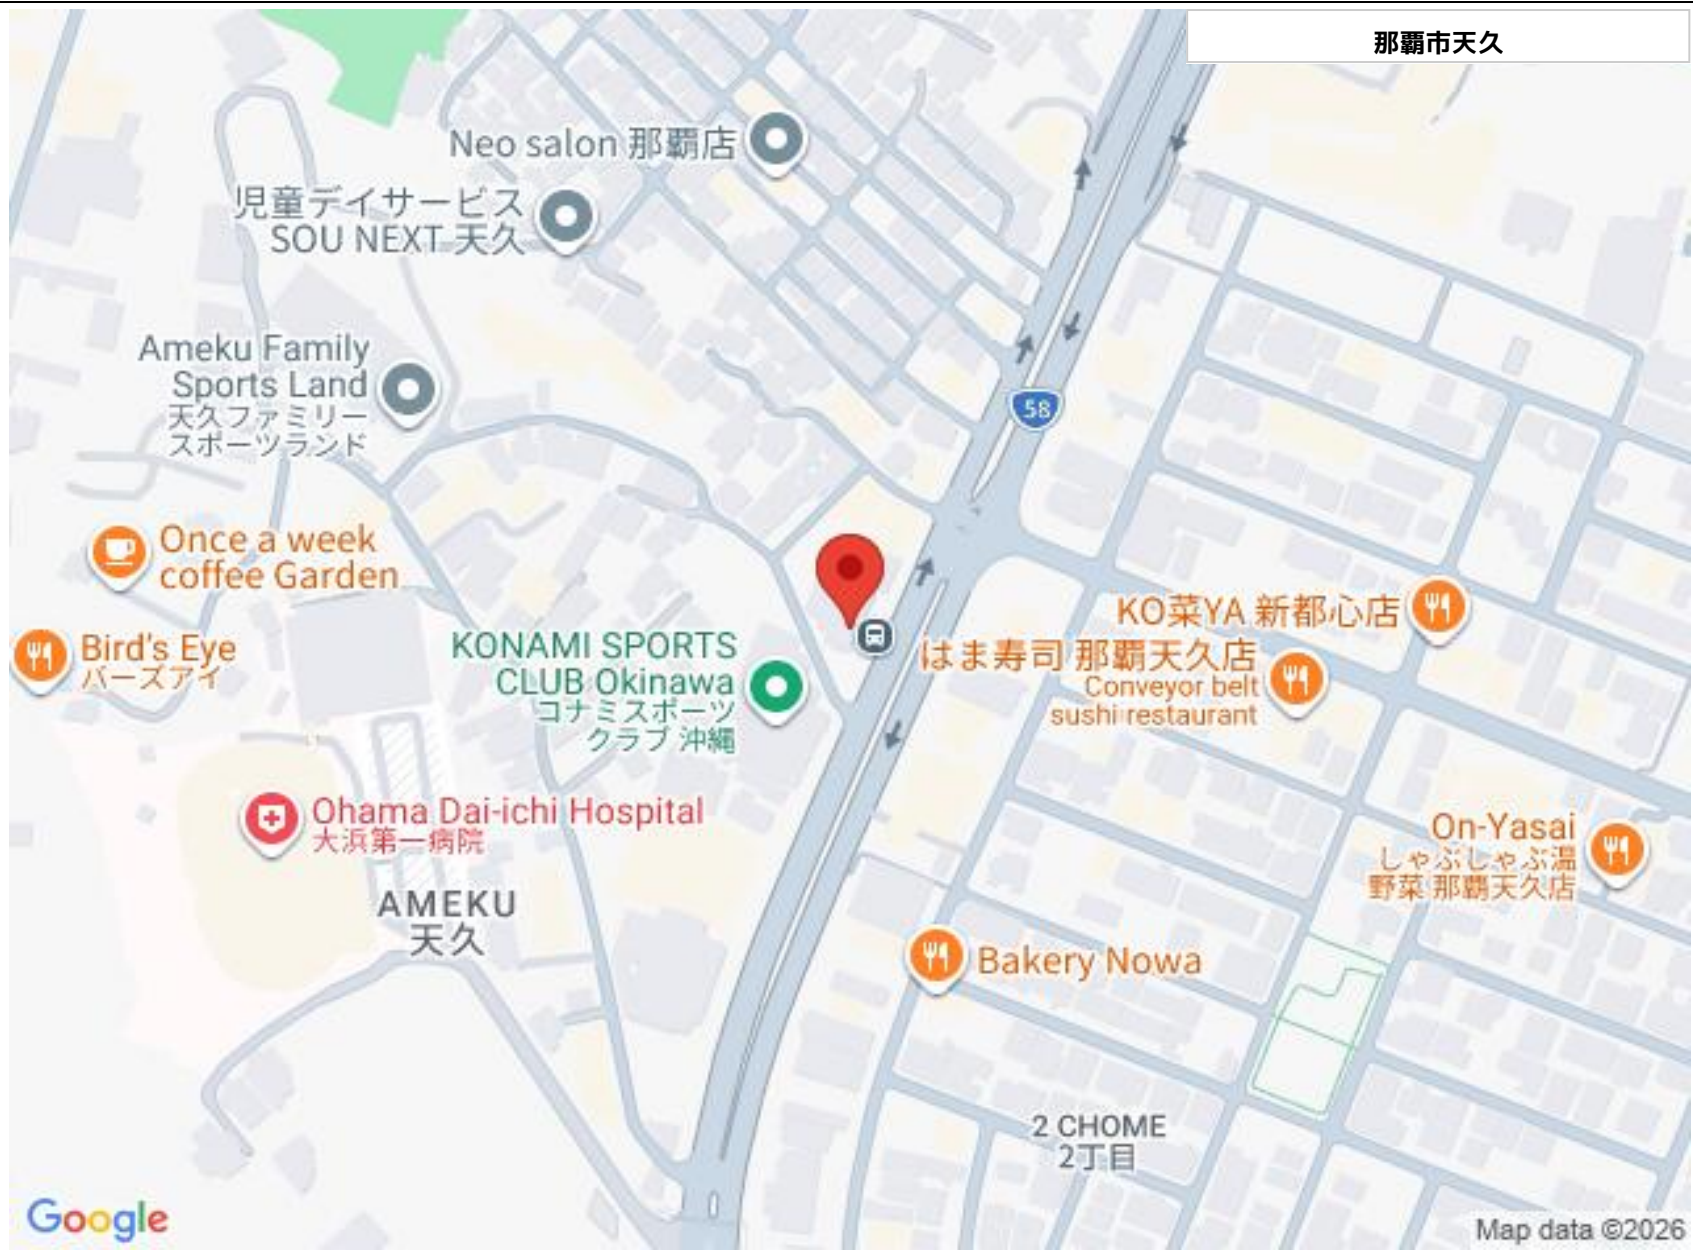 那覇市天久
Neo salon 那覇店
児童デイサービス
SOU NEXT 天久
Ameku Family
Sports Land
天久ファミリー
スポーツランド
58
Once a week
coffee Garden
Bird's Eye
バーズアイ
KONAMI SPORTS
CLUB Okinawa
コナミスポーツ
クラブ 沖縄
KO菜YA 新都心店
はま寿司 那覇天久店
Conveyor belt
sushi restaurant
Ohama Dai-ichi Hospital
大浜第一病院
On-Yasai
しゃぶしゃぶ温
野菜 那覇天久店
AMEKU
天久
Bakery Nowa
2 CHOME
2丁目
Google
Map data ©2026